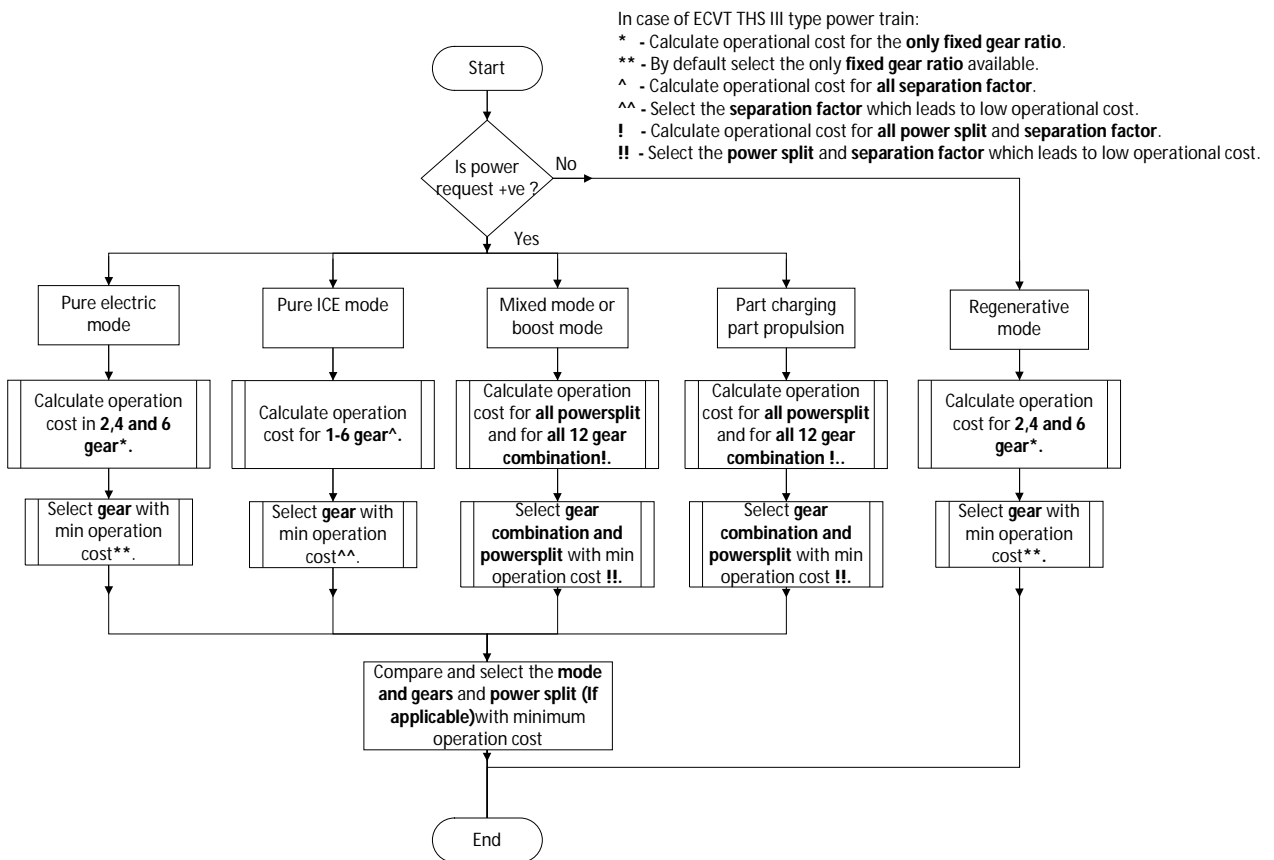 In case of ECVT THS III type power train:
* - Calculate operational cost for the only fixed gear ratio.
** - By default select the only fixed gear ratio available.
^ - Calculate operational cost for all separation factor.
^^ - Select the separation factor which leads to low operational cost.
! - Calculate operational cost for all power split and separation factor.
!! - Select the power split and separation factor which leads to low operational cost.
Start
Is power
request +ve ?
No
Yes
Pure electric
mode
Pure ICE mode
Mixed mode or
boost mode
Part charging
part propulsion
Regenerative
mode
Calculate operation
cost in 2,4 and 6
gear*.
Calculate operation
cost for 1-6 gear^.
Calculate operation
cost for all powersplit
and for all 12 gear
combination!.
Calculate operation
cost for all powersplit
and for all 12 gear
combination !..
Calculate operation
cost for 2,4 and 6
gear*.
Select gear with
min operation
cost**.
Select gear with
min operation
cost^^.
Select gear
combination and
powersplit with min
operation cost !!.
Select gear
combination and
powersplit with min
operation cost !!.
Select gear with
min operation
cost**.
Compare and select the mode
and gears and power split (If
applicable)with minimum
operation cost
End